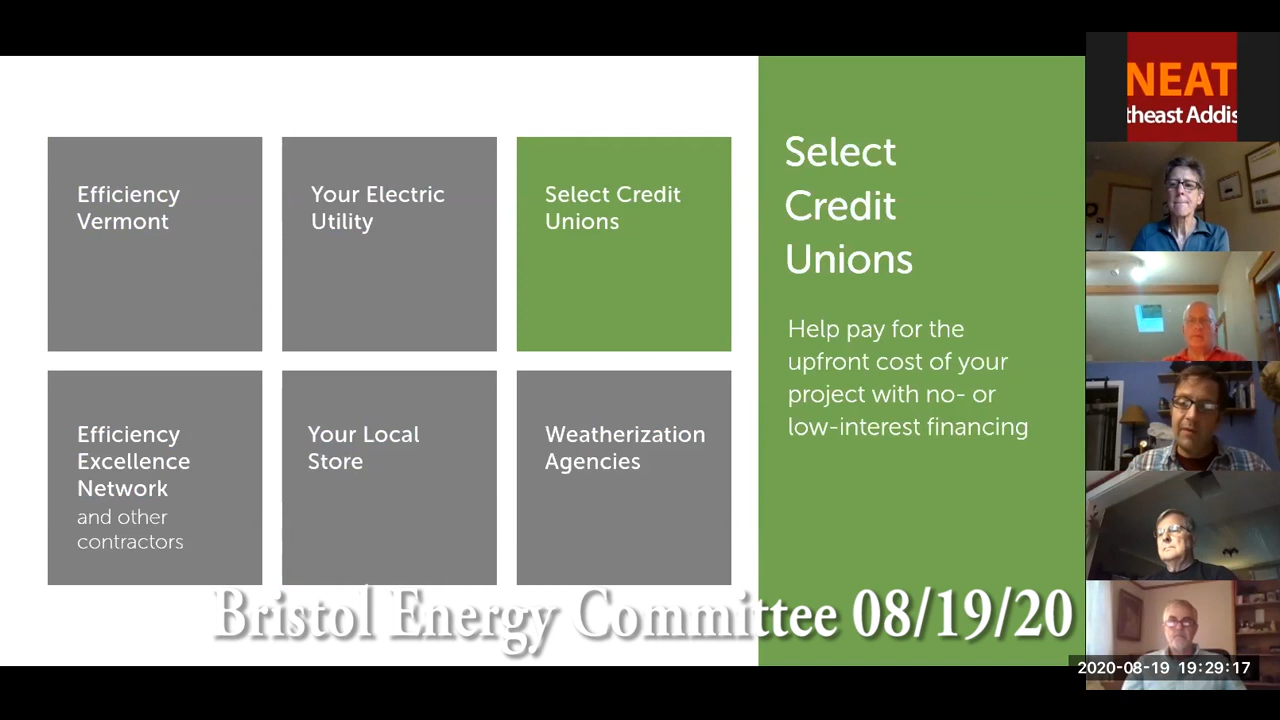 Efficiency
Vermont
Your Electric
Utility
Select Credit
Unions
Efficiency
Excellence
Network
and other
contractors
Your Local
Store
Weatherization
Agencies
Select
Credit
Unions
Help pay for the
upfront cost of your
project with no- or
low-interest financing
NEAT
theast Addis
Bristol Energy Committee 08/19/20
2020-08-19 19:29:17